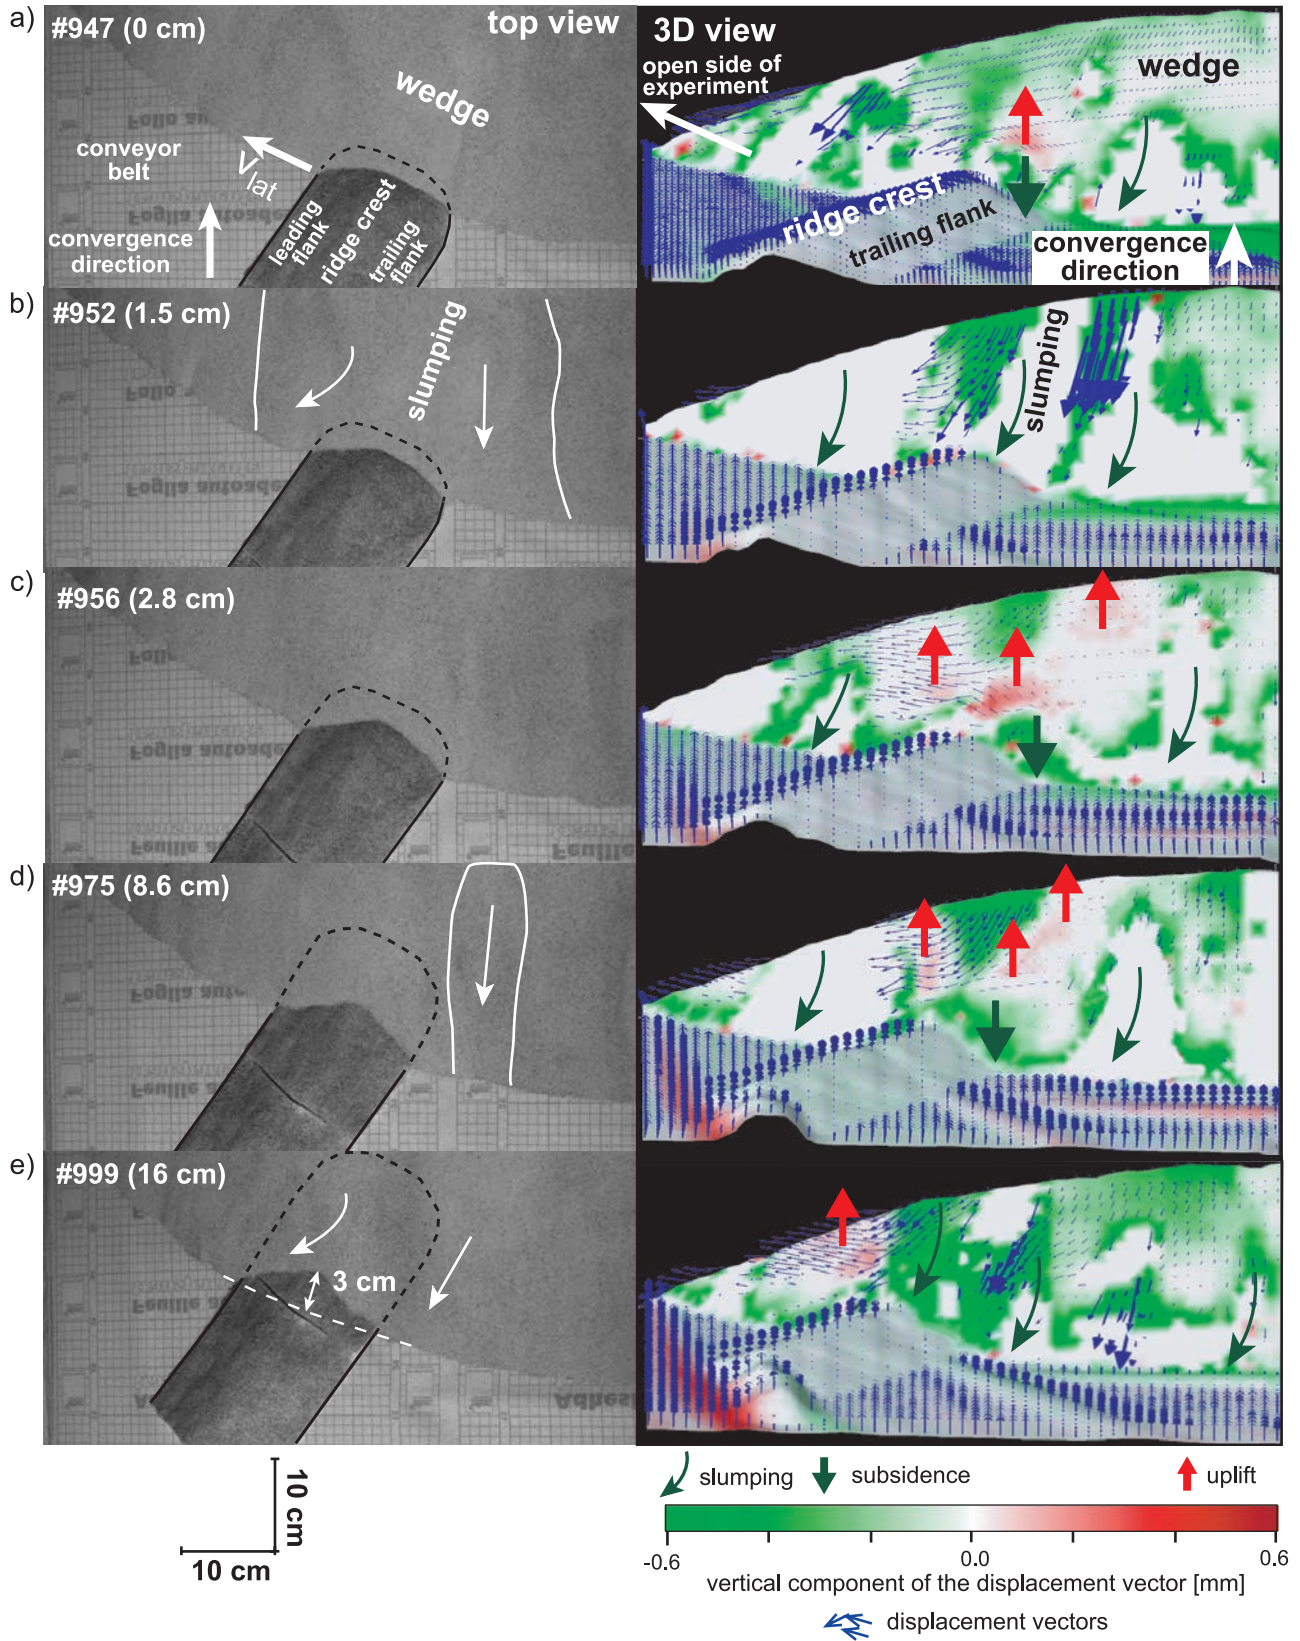 a)
#947 (0 cm)
top view
wedge
conveyor
belt
Vlat
convergence
direction
leading
flank
ridge crest
trailing
flank
3D view
open side of
experiment
wedge
ridge crest
trailing flank
convergence
direction
b)
#952 (1.5 cm)
slumping
slumping
c)
#956 (2.8 cm)
d)
#975 (8.6 cm)
e)
#999 (16 cm)
3 cm
10 cm
10 cm
slumping
subsidence
uplift
-0.6
0.0
0.6
vertical component of the displacement vector [mm]
displacement vectors